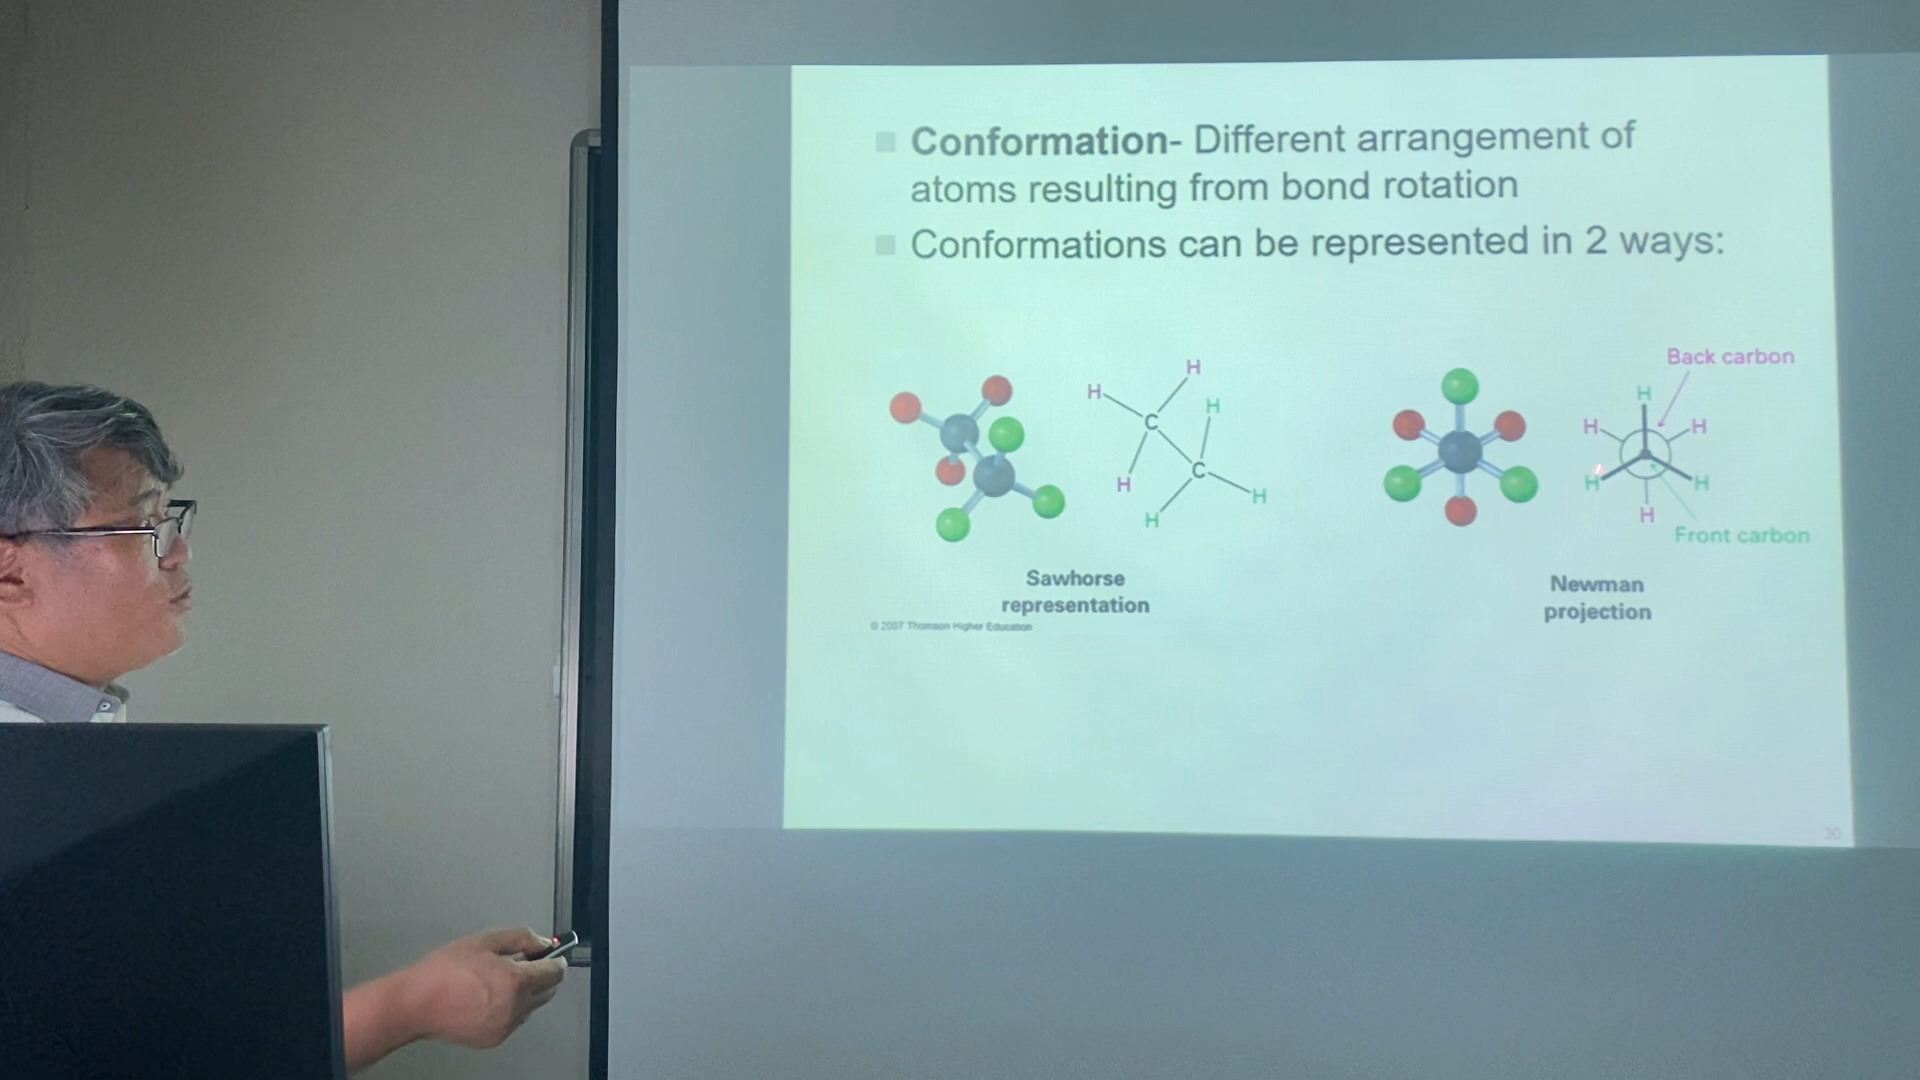 Conformation- Different arrangement of
atoms resulting from bond rotation
Conformations can be represented in 2 ways:
H
H
H
C
H
C
H
H
Back carbon
H
H
H
H
H
H
Front carbon
Sawhorse
representation
Newman
projection
© 2007 Thomson Higher Education
30